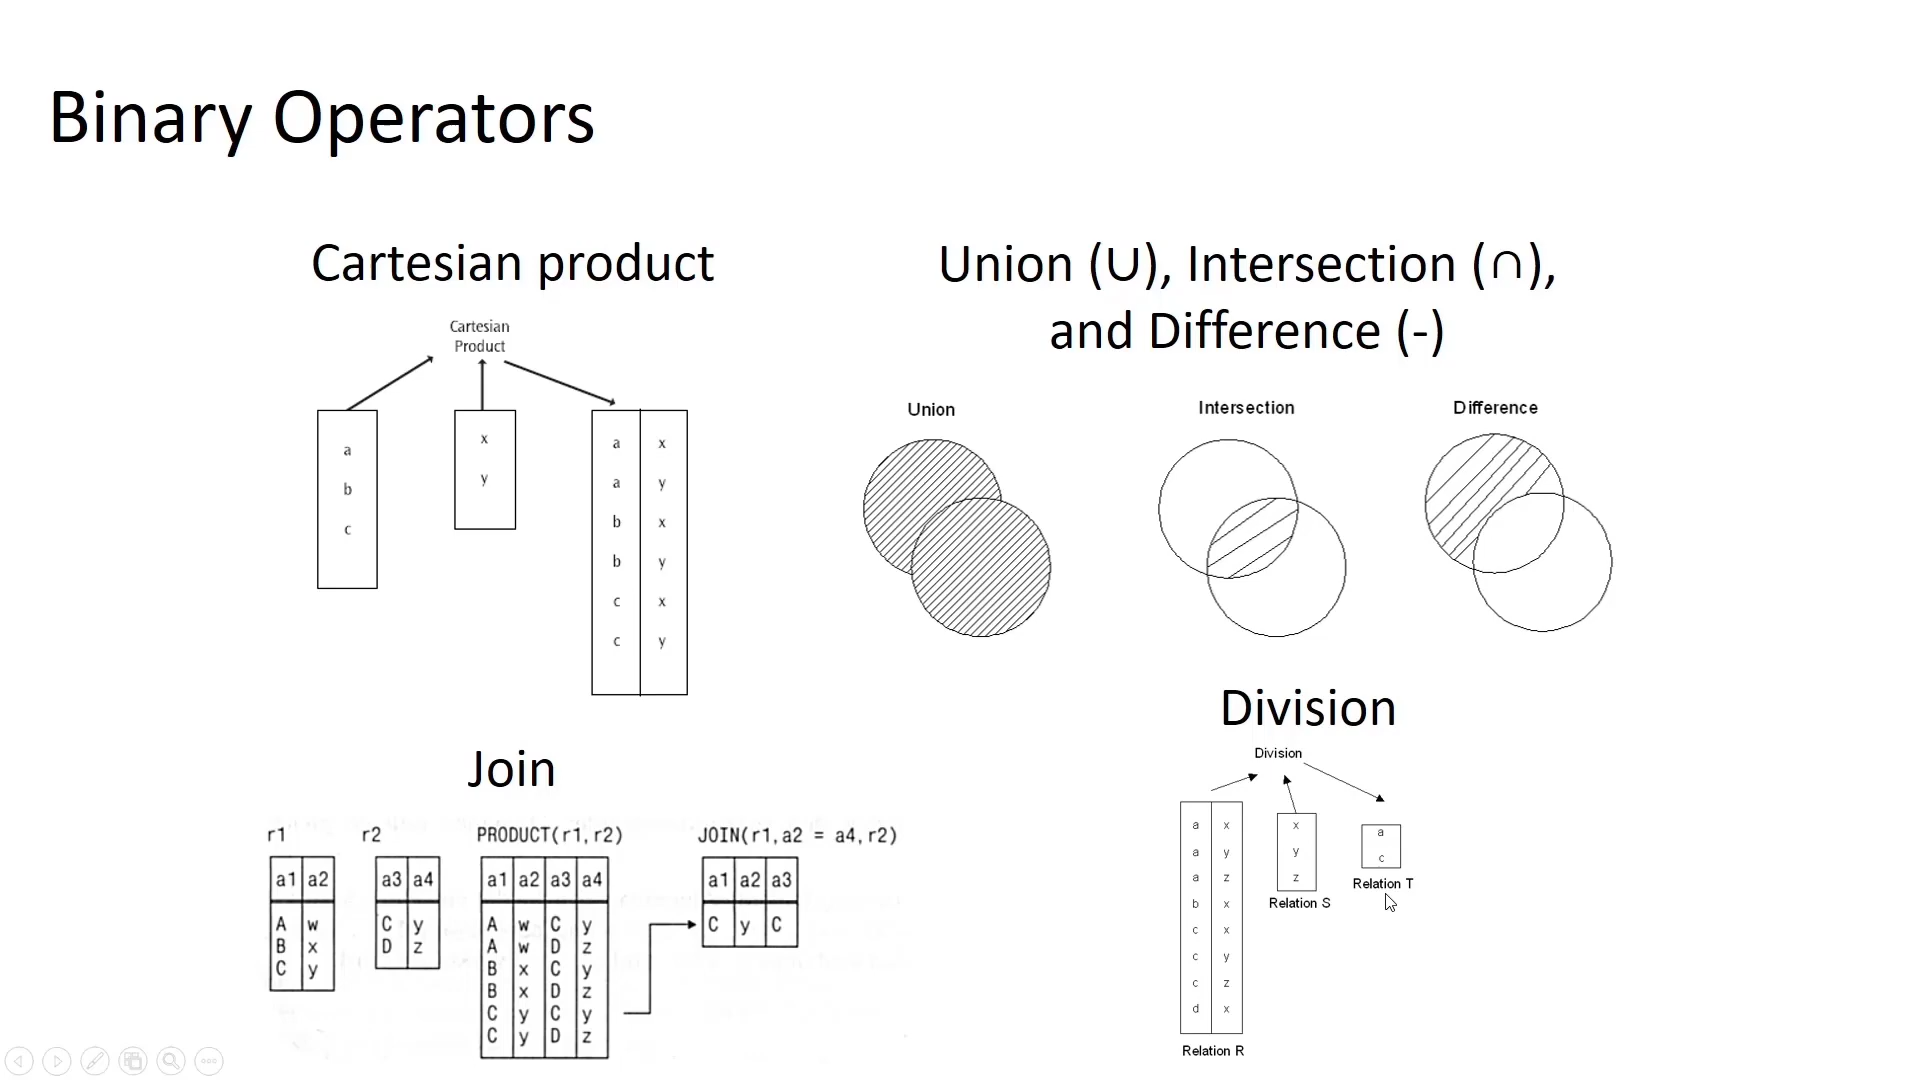 Binary Operators
Cartesian product
Cartesian
Product
a
b
c
x
y
a x
a y
b x
b y
c x
c y
Union (∪), Intersection (∩),
and Difference (-)
Union
Intersection
Difference
Join
r1
a1 a2
A w
B x
C y
r2
a3 a4
C y
D z
PRODUCT(r1,r2)
a1 a2 a3 a4
A w C y
A w D z
B x C y
B x D z
C y C y
C y D z
JOIN(r1,a2 = a4,r2)
a1 a2 a3
C y C
Division
Division
a x
a y
a z
b x
c x
c y
c z
d x
Relation R
x
y
z
Relation S
a
c
Relation T